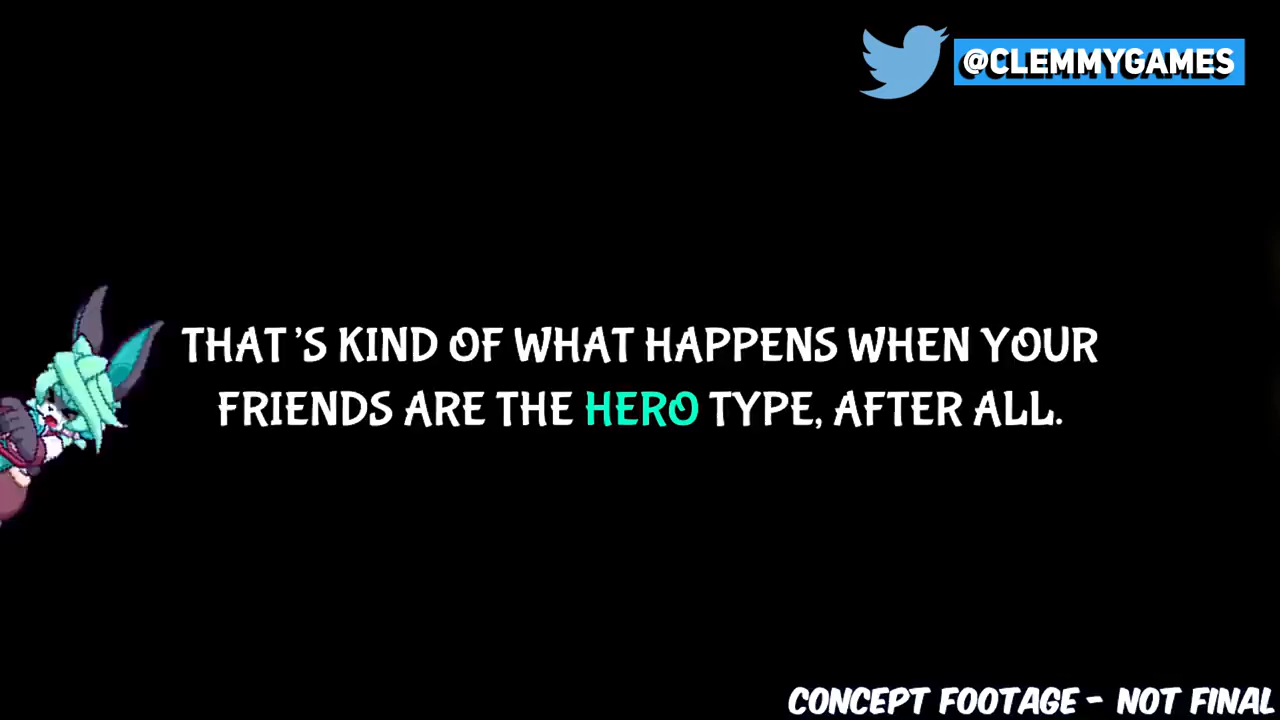 @CLEMMYGAMES
THAT'S KIND OF WHAT HAPPENS WHEN YOUR
FRIENDS ARE THE HERO TYPE, AFTER ALL.
CONCEPT FOOTAGE - NOT FINAL